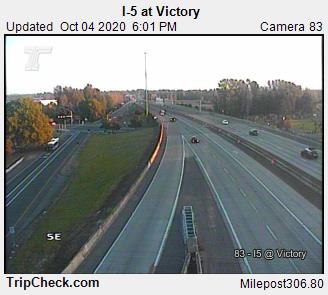 I-5 at Victory
Updated Oct 04 2020 6:01 PM Camera 83
SE
83 - I5 @ Victory
TripCheck.com Milepost306.80